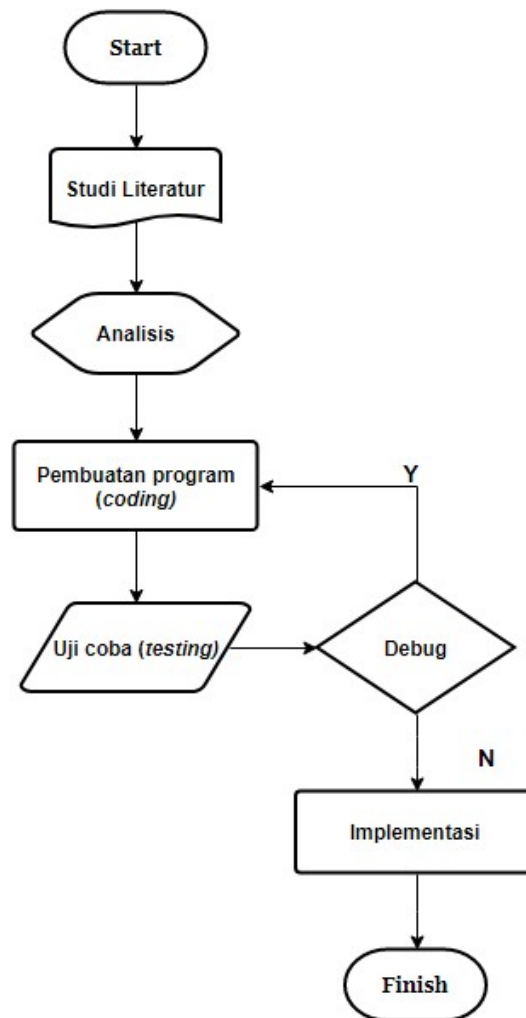 Start
Studi Literatur
Analisis
Pembuatan program
(coding)
Y
Uji coba (testing)
Debug
N
Implementasi
Finish